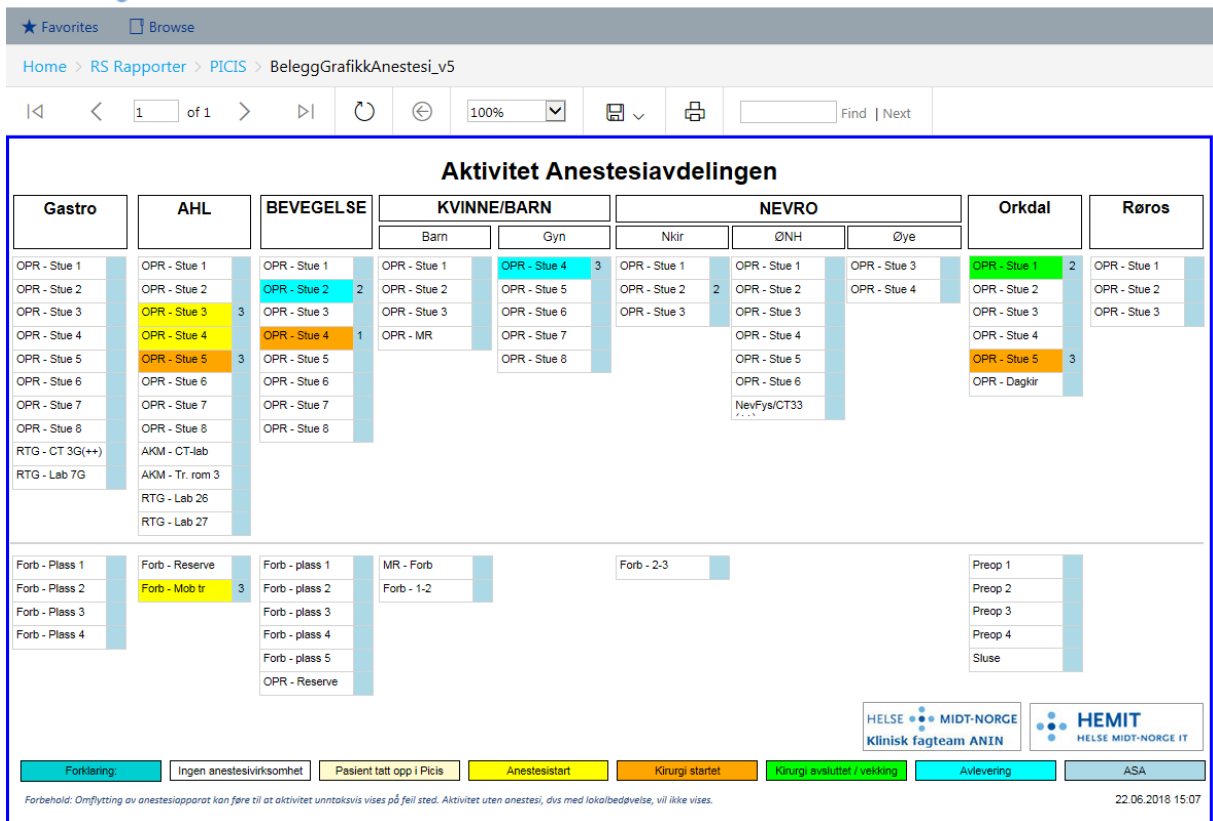 Favorites Browse
Home > RS Rapporter > PICIS > BeleggGrafikkAnestesi_v5
1 of 1 100% Find | Next
Aktivitet Anestesiavdelingen
Gastro AHL BEVEGELSE KVINNE/BARN NEVRO Orkdal Røros
Barn Gyn Nkir ØNH Øye
OPR - Stue 1 OPR - Stue 1 OPR - Stue 1 OPR - Stue 1 OPR - Stue 4 3 OPR - Stue 1 OPR - Stue 1 OPR - Stue 3 OPR - Stue 1 2 OPR - Stue 1
OPR - Stue 2 OPR - Stue 2 OPR - Stue 2 2 OPR - Stue 2 OPR - Stue 5 OPR - Stue 2 2 OPR - Stue 2 OPR - Stue 4 OPR - Stue 2 OPR - Stue 2
OPR - Stue 3 OPR - Stue 3 3 OPR - Stue 3 OPR - Stue 3 OPR - Stue 6 OPR - Stue 3 OPR - Stue 3 OPR - Stue 3 OPR - Stue 3
OPR - Stue 4 OPR - Stue 4 OPR - Stue 4 1 OPR - MR OPR - Stue 7 OPR - Stue 4 OPR - Stue 4
OPR - Stue 5 OPR - Stue 5 3 OPR - Stue 5 OPR - Stue 8 OPR - Stue 5 OPR - Stue 5 3
OPR - Stue 6 OPR - Stue 6 OPR - Stue 6 OPR - Stue 6 OPR - Dagkir
OPR - Stue 7 OPR - Stue 7 OPR - Stue 7 NevFys/CT33
OPR - Stue 8 OPR - Stue 8 OPR - Stue 8
RTG - CT 3G(++) AKM - CT-lab
RTG - Lab 7G AKM - Tr. rom 3
RTG - Lab 26
RTG - Lab 27
Forb - Plass 1 Forb - Reserve Forb - plass 1 MR - Forb Forb - 2-3 Preop 1
Forb - Plass 2 Forb - Mob tr 3 Forb - plass 2 Forb - 1-2 Preop 2
Forb - Plass 3 Forb - plass 3 Preop 3
Forb - Plass 4 Forb - plass 4 Preop 4
Forb - plass 5 Sluse
OPR - Reserve
HELSE MIDT-NORGE HEMIT
Klinisk fagteam ANIN HELSE MIDT-NORGE IT
Forklaring: Ingen anestesivirksomhet Pasient tatt opp i Picis Anestesistart Kirurgi startet Kirurgi avsluttet / vekking Avlevering ASA
Forbehold: Omflytting av anestesiapparat kan føre til at aktivitet unntaksvis vises på feil sted. Aktivitet uten anestesi, dvs med lokalbedøvelse, vil ikke vises. 22.06.2018 15:07